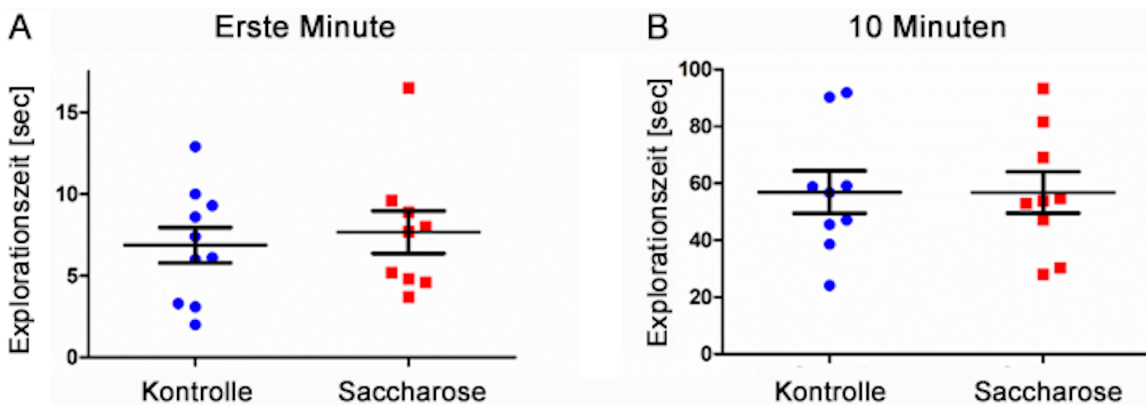 A Erste Minute
Explorationszeit [sec]
15
10
5
0
Kontrolle Saccharose
B 10 Minuten
Explorationszeit [sec]
100
80
60
40
20
0
Kontrolle Saccharose